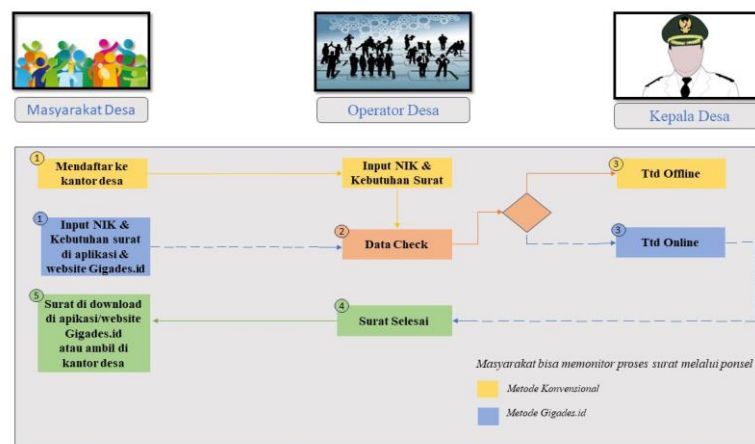 Masyarakat Desa
Operator Desa
Kepala Desa
1
Mendaftar ke
kantor desa
Input NIK &
Kebutuhan Surat
3
Ttd Offline
1
Input NIK &
Kebutuhan surat
di aplikasi &
website Gigades.id
2
Data Check
3
Ttd Online
5
Surat di download
di apikasi/website
Gigades.id
atau ambil di
kantor desa
4
Surat Selesai
Masyarakat bisa memonitor proses surat melalui ponsel
Metode Konvensional
Metode Gigades.id